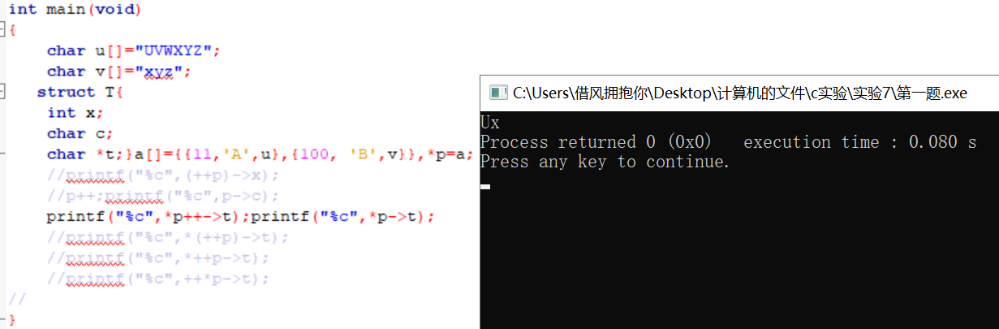 int main(void)
{
char u[]="UVWXYZ";
char v[]="xyz";
struct T{
int x;
char c;
char *t;}a[]={{11,'A',u},{100, 'B',v}},*p=a;
//printf("%c",(++p)->x);
//p++;printf("%c",p->c);
printf("%c",*p++->t);printf("%c",*p->t);
//printf("%c",*(++p)->t);
//printf("%c",*++p->t);
//printf("%c",++*p->t);
//
}
C:\Users\借风拥抱你\Desktop\计算机的文件\c实验\实验7\第一题.exe
Ux
Process returned 0 (0x0)   execution time : 0.080 s
Press any key to continue.